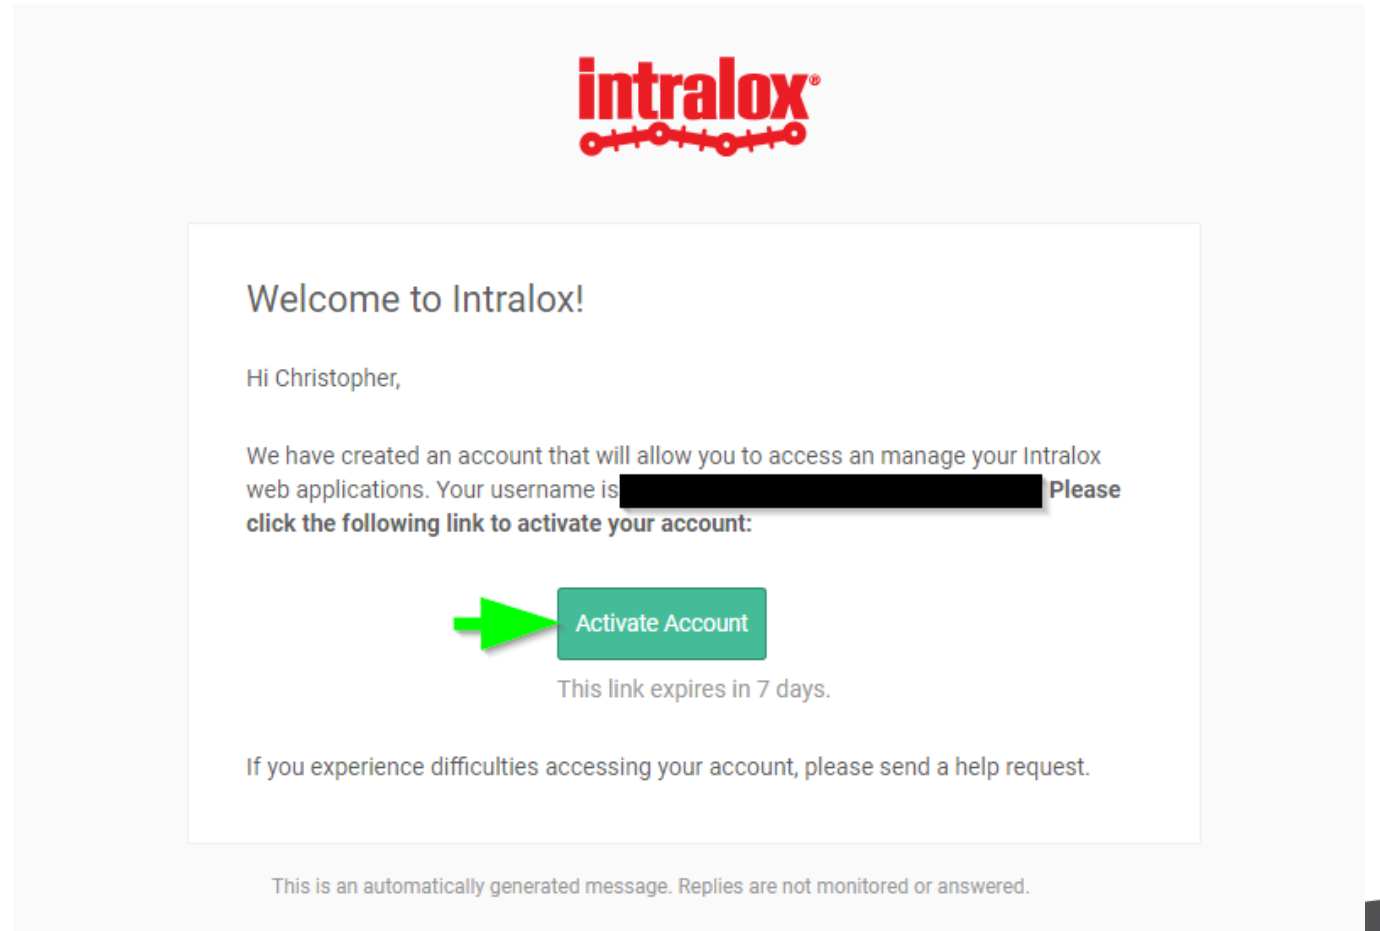 intralox®
Welcome to Intralox!
Hi Christopher,
We have created an account that will allow you to access an manage your Intralox
web applications. Your username is Please
click the following link to activate your account:
Activate Account
This link expires in 7 days.
If you experience difficulties accessing your account, please send a help request.
This is an automatically generated message. Replies are not monitored or answered.